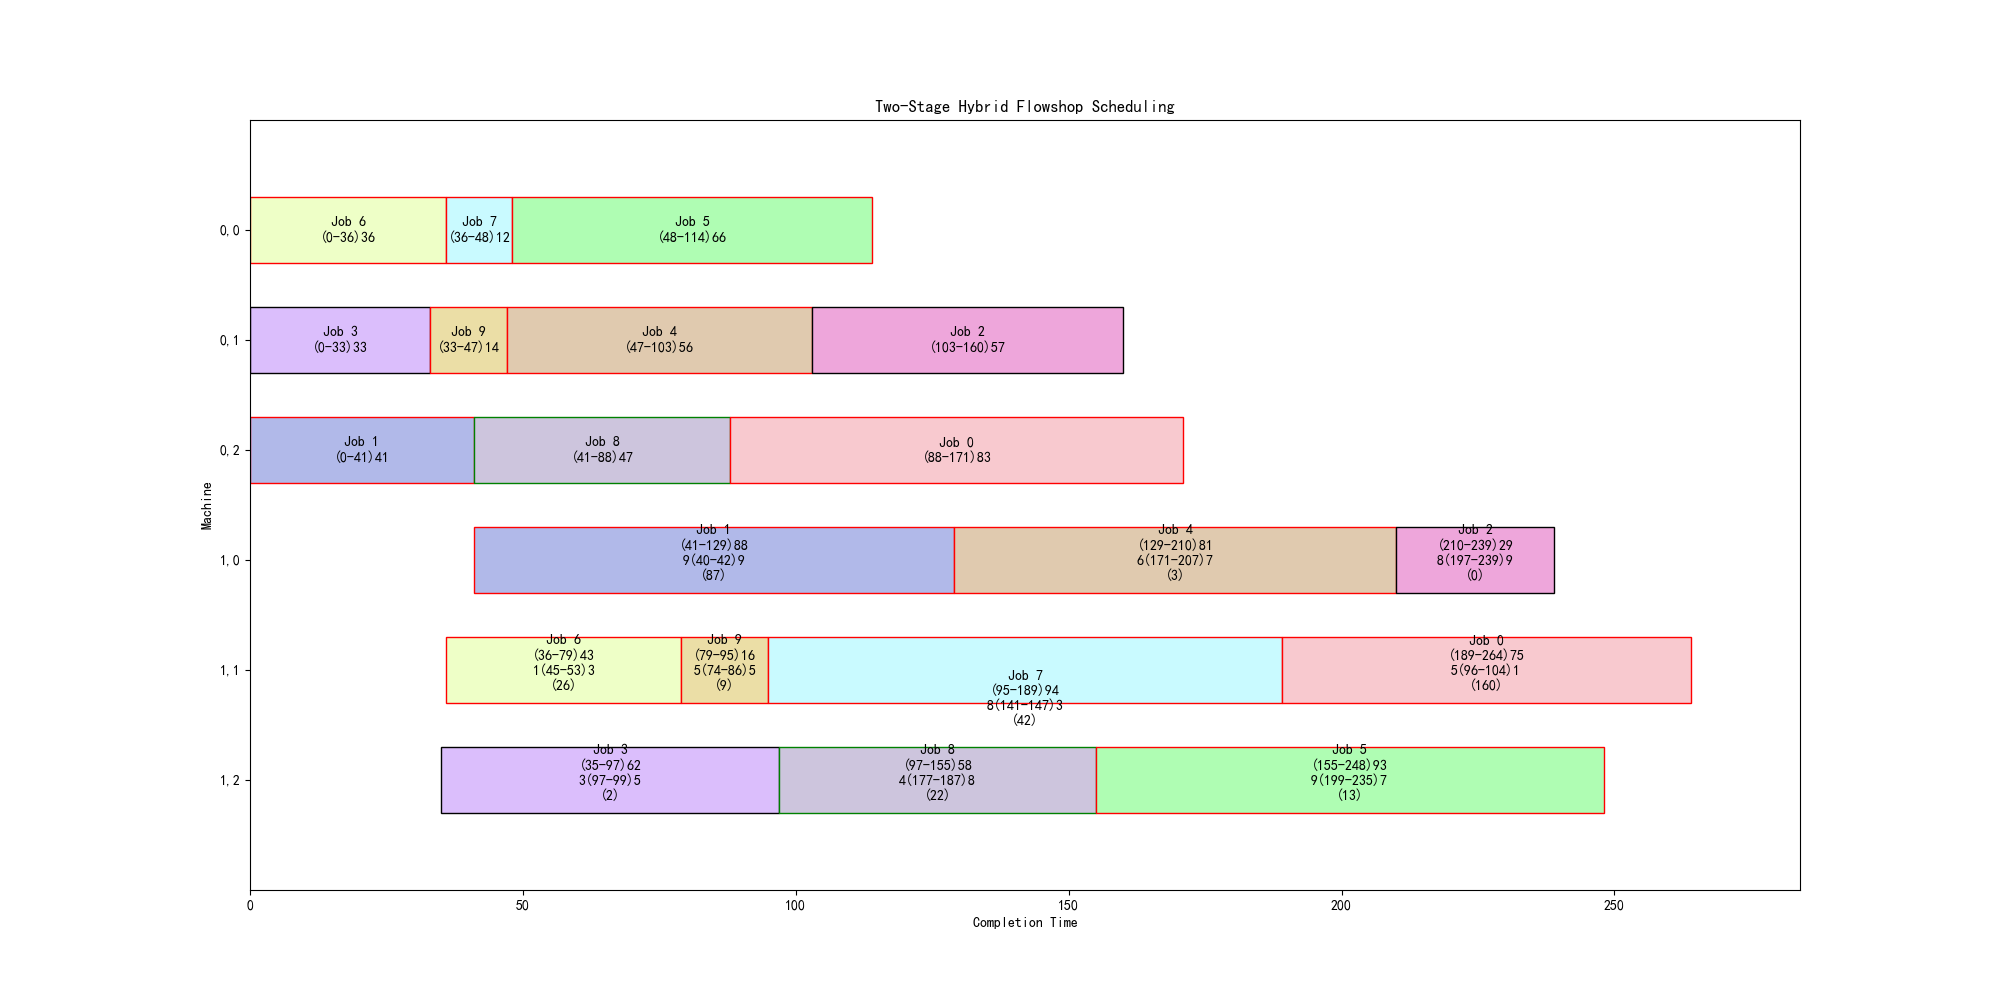 Two-Stage Hybrid Flowshop Scheduling
0,0
Job 6
(0-36)36
Job 7
(36-48)12
Job 5
(48-114)66
0,1
Job 3
(0-33)33
Job 9
(33-47)14
Job 4
(47-103)56
Job 2
(103-160)57
0,2
Job 1
(0-41)41
Job 8
(41-88)47
Job 0
(88-171)83
Machine
1,0
Job 1
(41-129)88
9(40-42)9
(87)
Job 4
(129-210)81
6(171-207)7
(3)
Job 2
(210-239)29
8(197-239)9
(0)
1,1
Job 6
(36-79)43
1(45-53)3
(26)
Job 9
(79-95)16
5(74-86)5
(9)
Job 7
(95-189)94
8(141-147)3
(42)
Job 0
(189-264)75
5(96-104)1
(160)
1,2
Job 3
(35-97)62
3(97-99)5
(2)
Job 8
(97-155)58
4(177-187)8
(22)
Job 5
(155-248)93
9(199-235)7
(13)
0 50 100 150 200 250
Completion Time